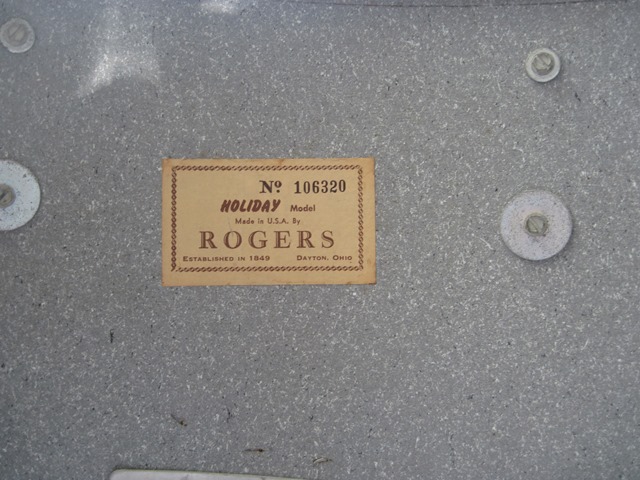 Nº 106320
HOLIDAY Model
Made in U.S.A. By
ROGERS
ESTABLISHED IN 1849 DAYTON, OHIO